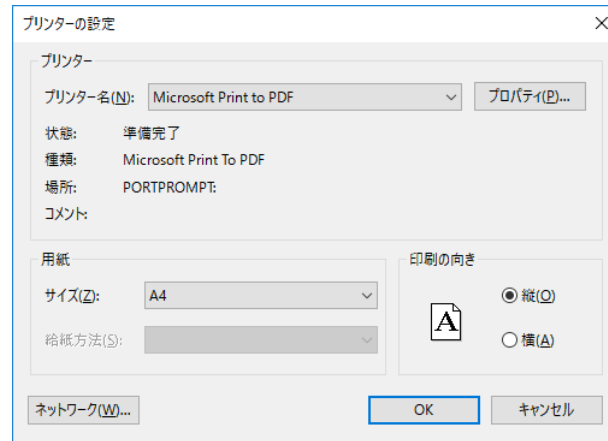 プリンターの設定
プリンター
プリンター名(N): Microsoft Print to PDF プロパティ(P)...
状態: 準備完了
種類: Microsoft Print To PDF
場所: PORTPROMPT:
コメント:
用紙
サイズ(Z): A4
給紙方法(S):
印刷の向き
A
縦(O)
横(A)
ネットワーク(W)... OK キャンセル